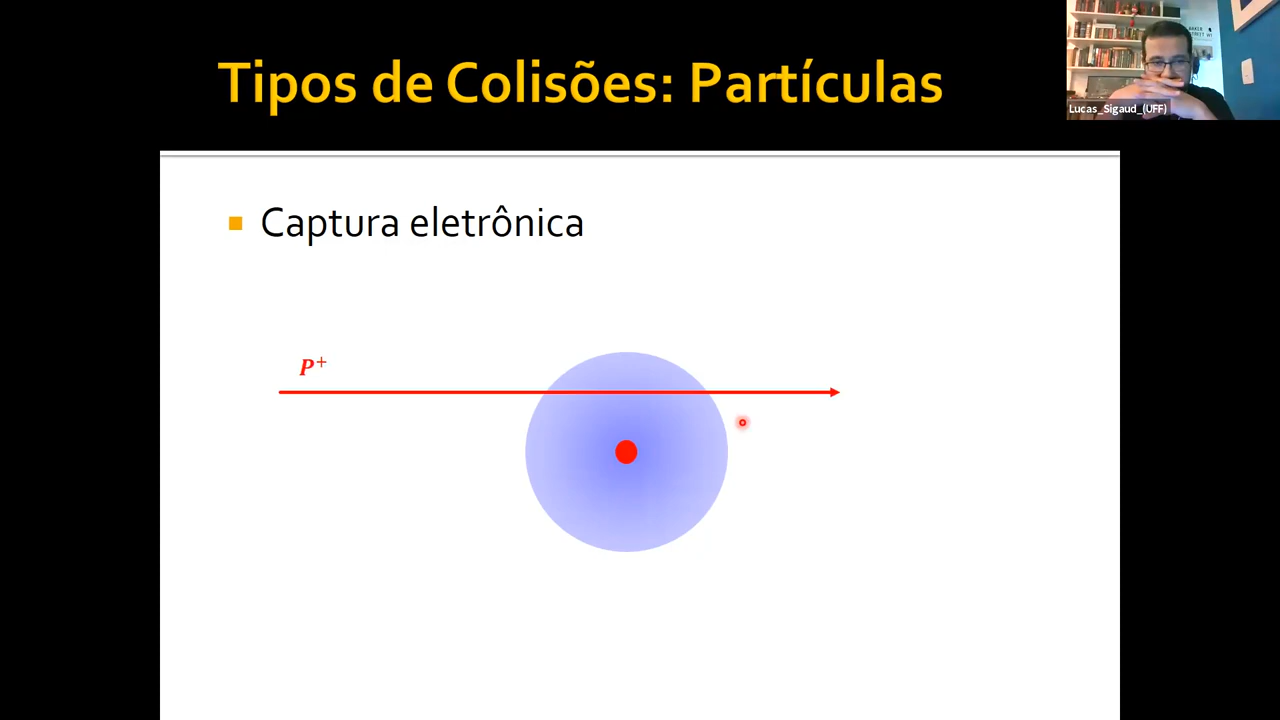 Tipos de Colisões: Partículas
Lucas_Sigaud_(UFF)
Captura eletrônica
P⁺